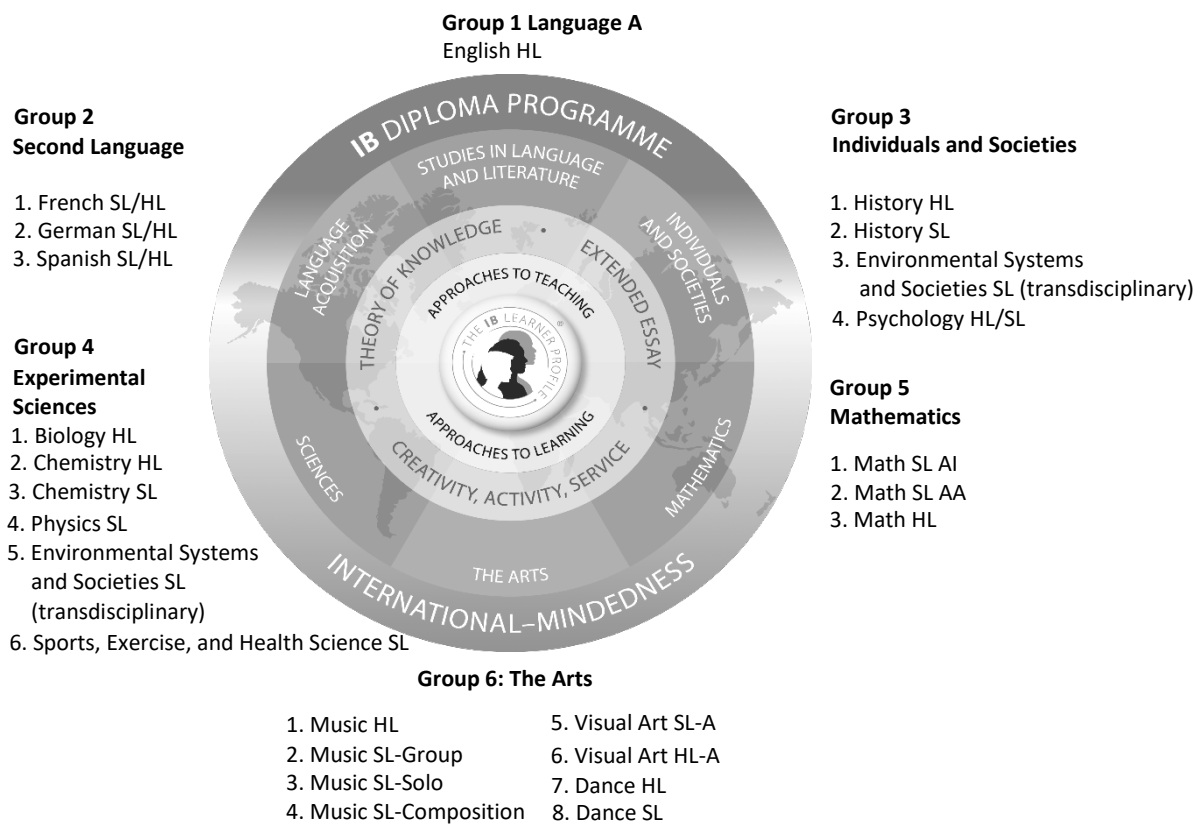 Group 1 Language A
English HL
Group 2
Second Language
1. French SL/HL
2. German SL/HL
3. Spanish SL/HL
Group 3
Individuals and Societies
1. History HL
2. History SL
3. Environmental Systems
and Societies SL (transdisciplinary)
4. Psychology HL/SL
Group 4
Experimental
Sciences
1. Biology HL
2. Chemistry HL
3. Chemistry SL
4. Physics SL
5. Environmental Systems
and Societies SL
(transdisciplinary)
6. Sports, Exercise, and Health Science SL
Group 5
Mathematics
1. Math SL AI
2. Math SL AA
3. Math HL
IB DIPLOMA PROGRAMME
STUDIES IN LANGUAGE
AND LITERATURE
LANGUAGE
ACQUISITION
INDIVIDUALS
AND SOCIETIES
THEORY OF KNOWLEDGE
EXTENDED ESSAY
APPROACHES TO TEACHING
THE IB LEARNER PROFILE
®
APPROACHES TO LEARNING
CREATIVITY, ACTIVITY, SERVICE
SCIENCES
MATHEMATICS
THE ARTS
INTERNATIONAL–MINDEDNESS
Group 6: The Arts
1. Music HL
2. Music SL-Group
3. Music SL-Solo
4. Music SL-Composition
5. Visual Art SL-A
6. Visual Art HL-A
7. Dance HL
8. Dance SL